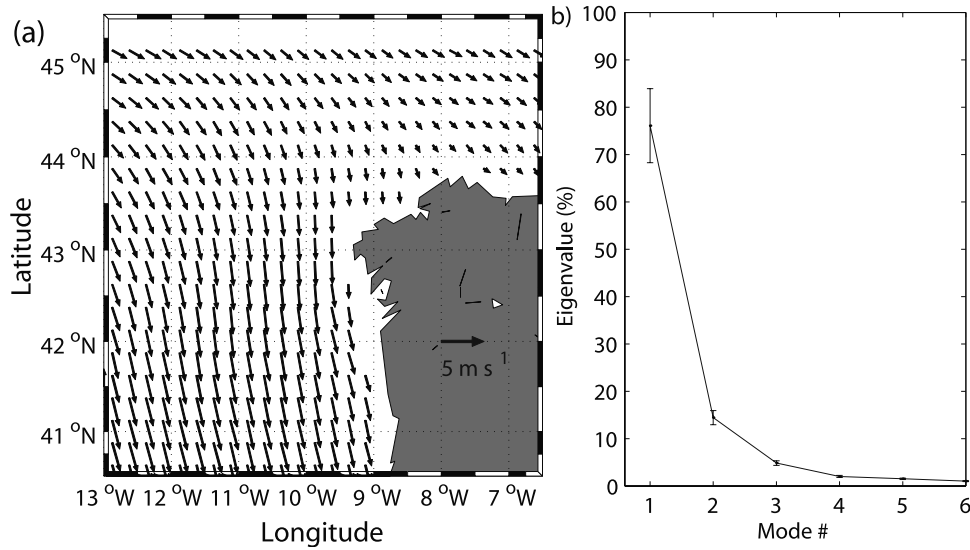 (a)
45 °N
44 °N
43 °N
42 °N
41 °N
Latitude
5 m s 1
13 °W 12 °W 11 °W 10 °W 9 °W 8 °W 7 °W
Longitude
b)
100
90
80
70
60
50
40
30
20
10
0
Eigenvalue (%)
1 2 3 4 5 6
Mode #